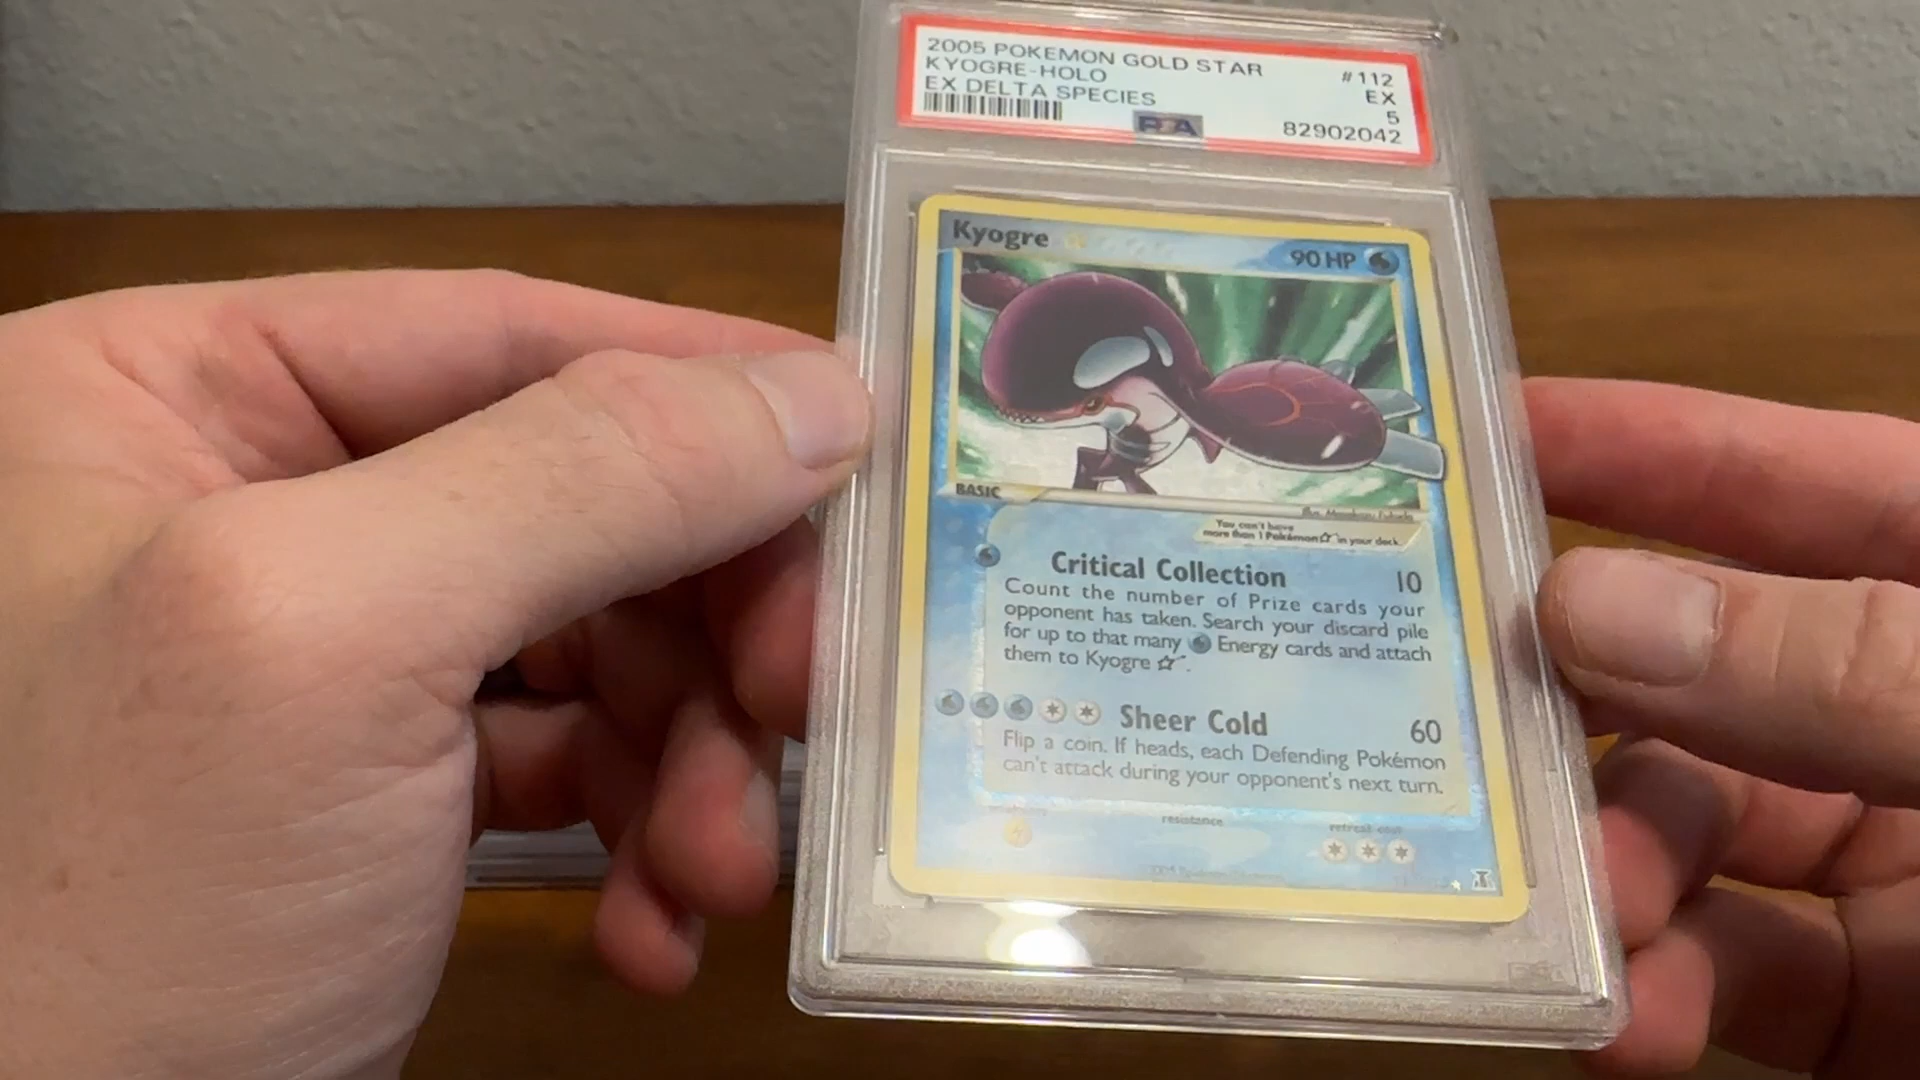 2005 POKEMON GOLD STAR #112
KYOGRE-HOLO EX
EX DELTA SPECIES 5
PSA 82902042
Kyogre 90 HP
BASIC
Illus.
You can't have
more than 1 Pokémon☆ in your deck.
Critical Collection 10
Count the number of Prize cards your
opponent has taken. Search your discard pile
for up to that many Energy cards and attach
them to Kyogre ☆.
Sheer Cold 60
Flip a coin. If heads, each Defending Pokémon
can't attack during your opponent's next turn.
resistance
retreat cost